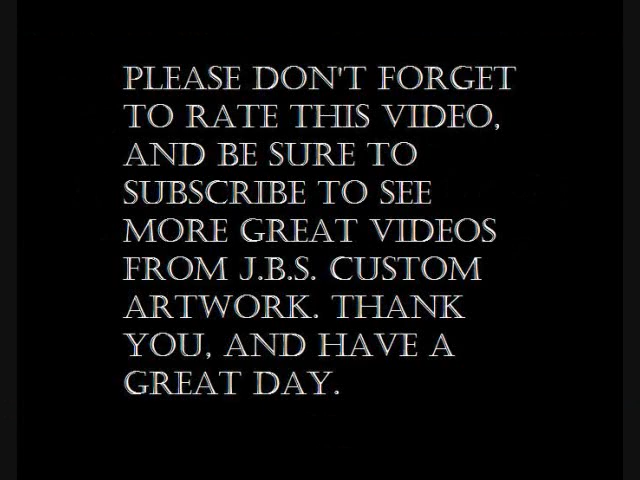 PLEASE DON'T FORGET
TO RATE THIS VIDEO,
AND BE SURE TO
SUBSCRIBE TO SEE
MORE GREAT VIDEOS
FROM J.B.S. CUSTOM
ARTWORK. THANK
YOU, AND HAVE A
GREAT DAY.